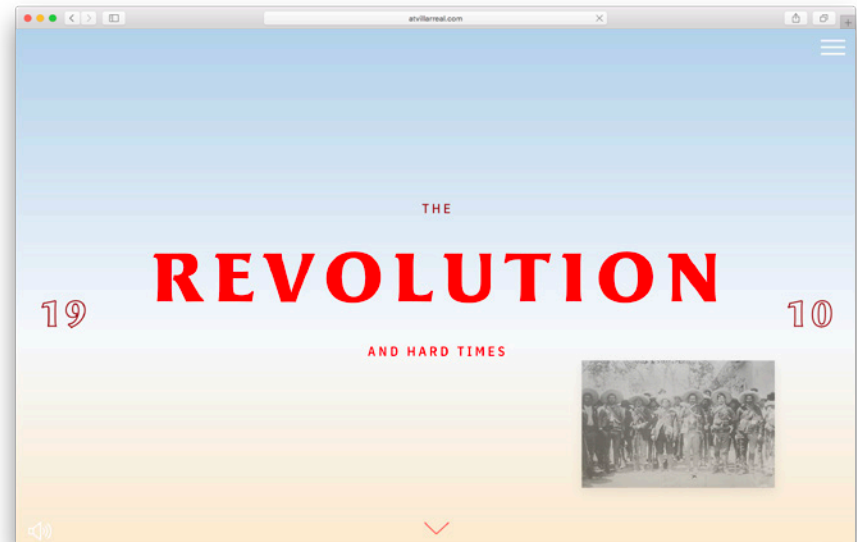 atvillarreal.com
THE
REVOLUTION
19
10
AND HARD TIMES